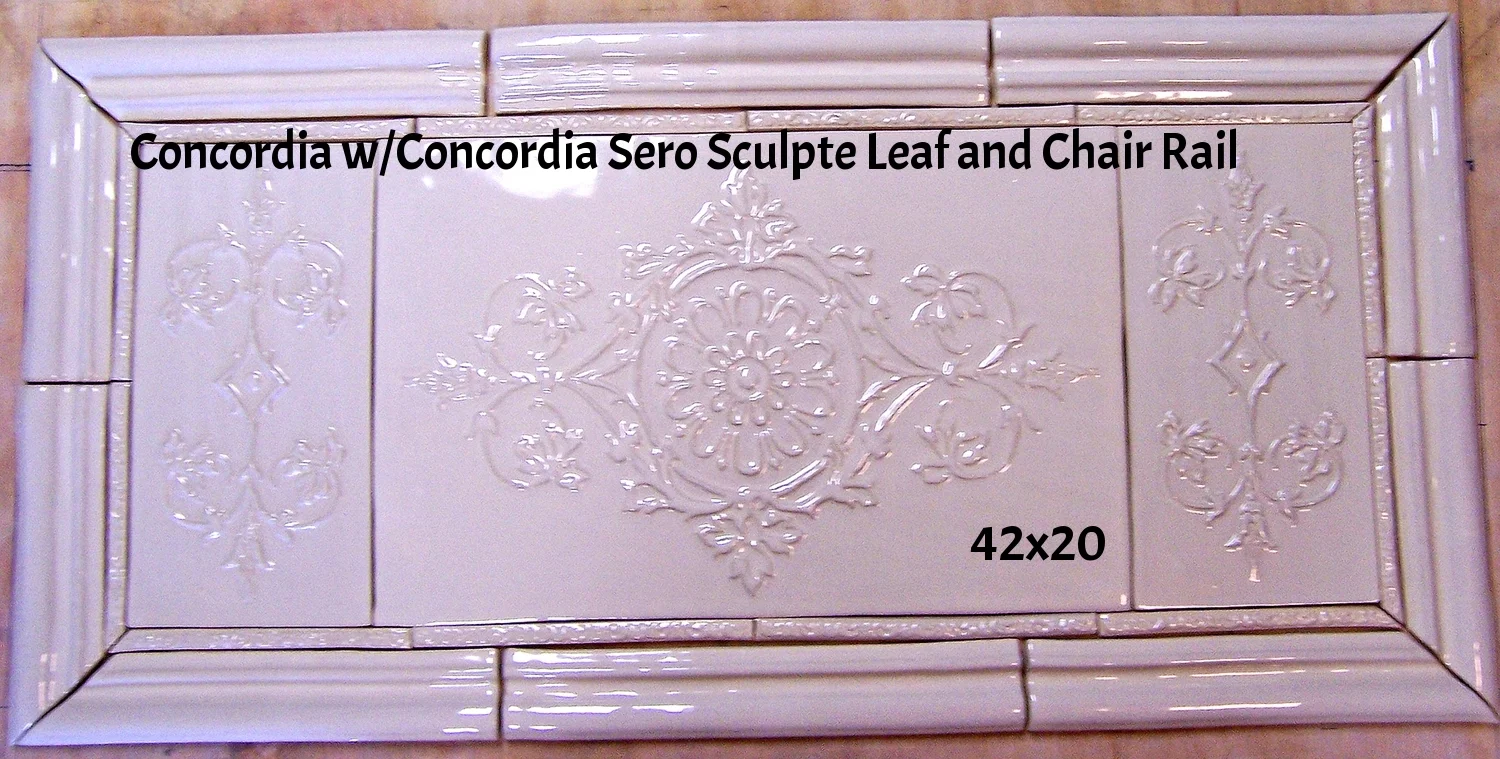 Concordia w/Concordia Sero Sculpte Leaf and Chair Rail
42x20